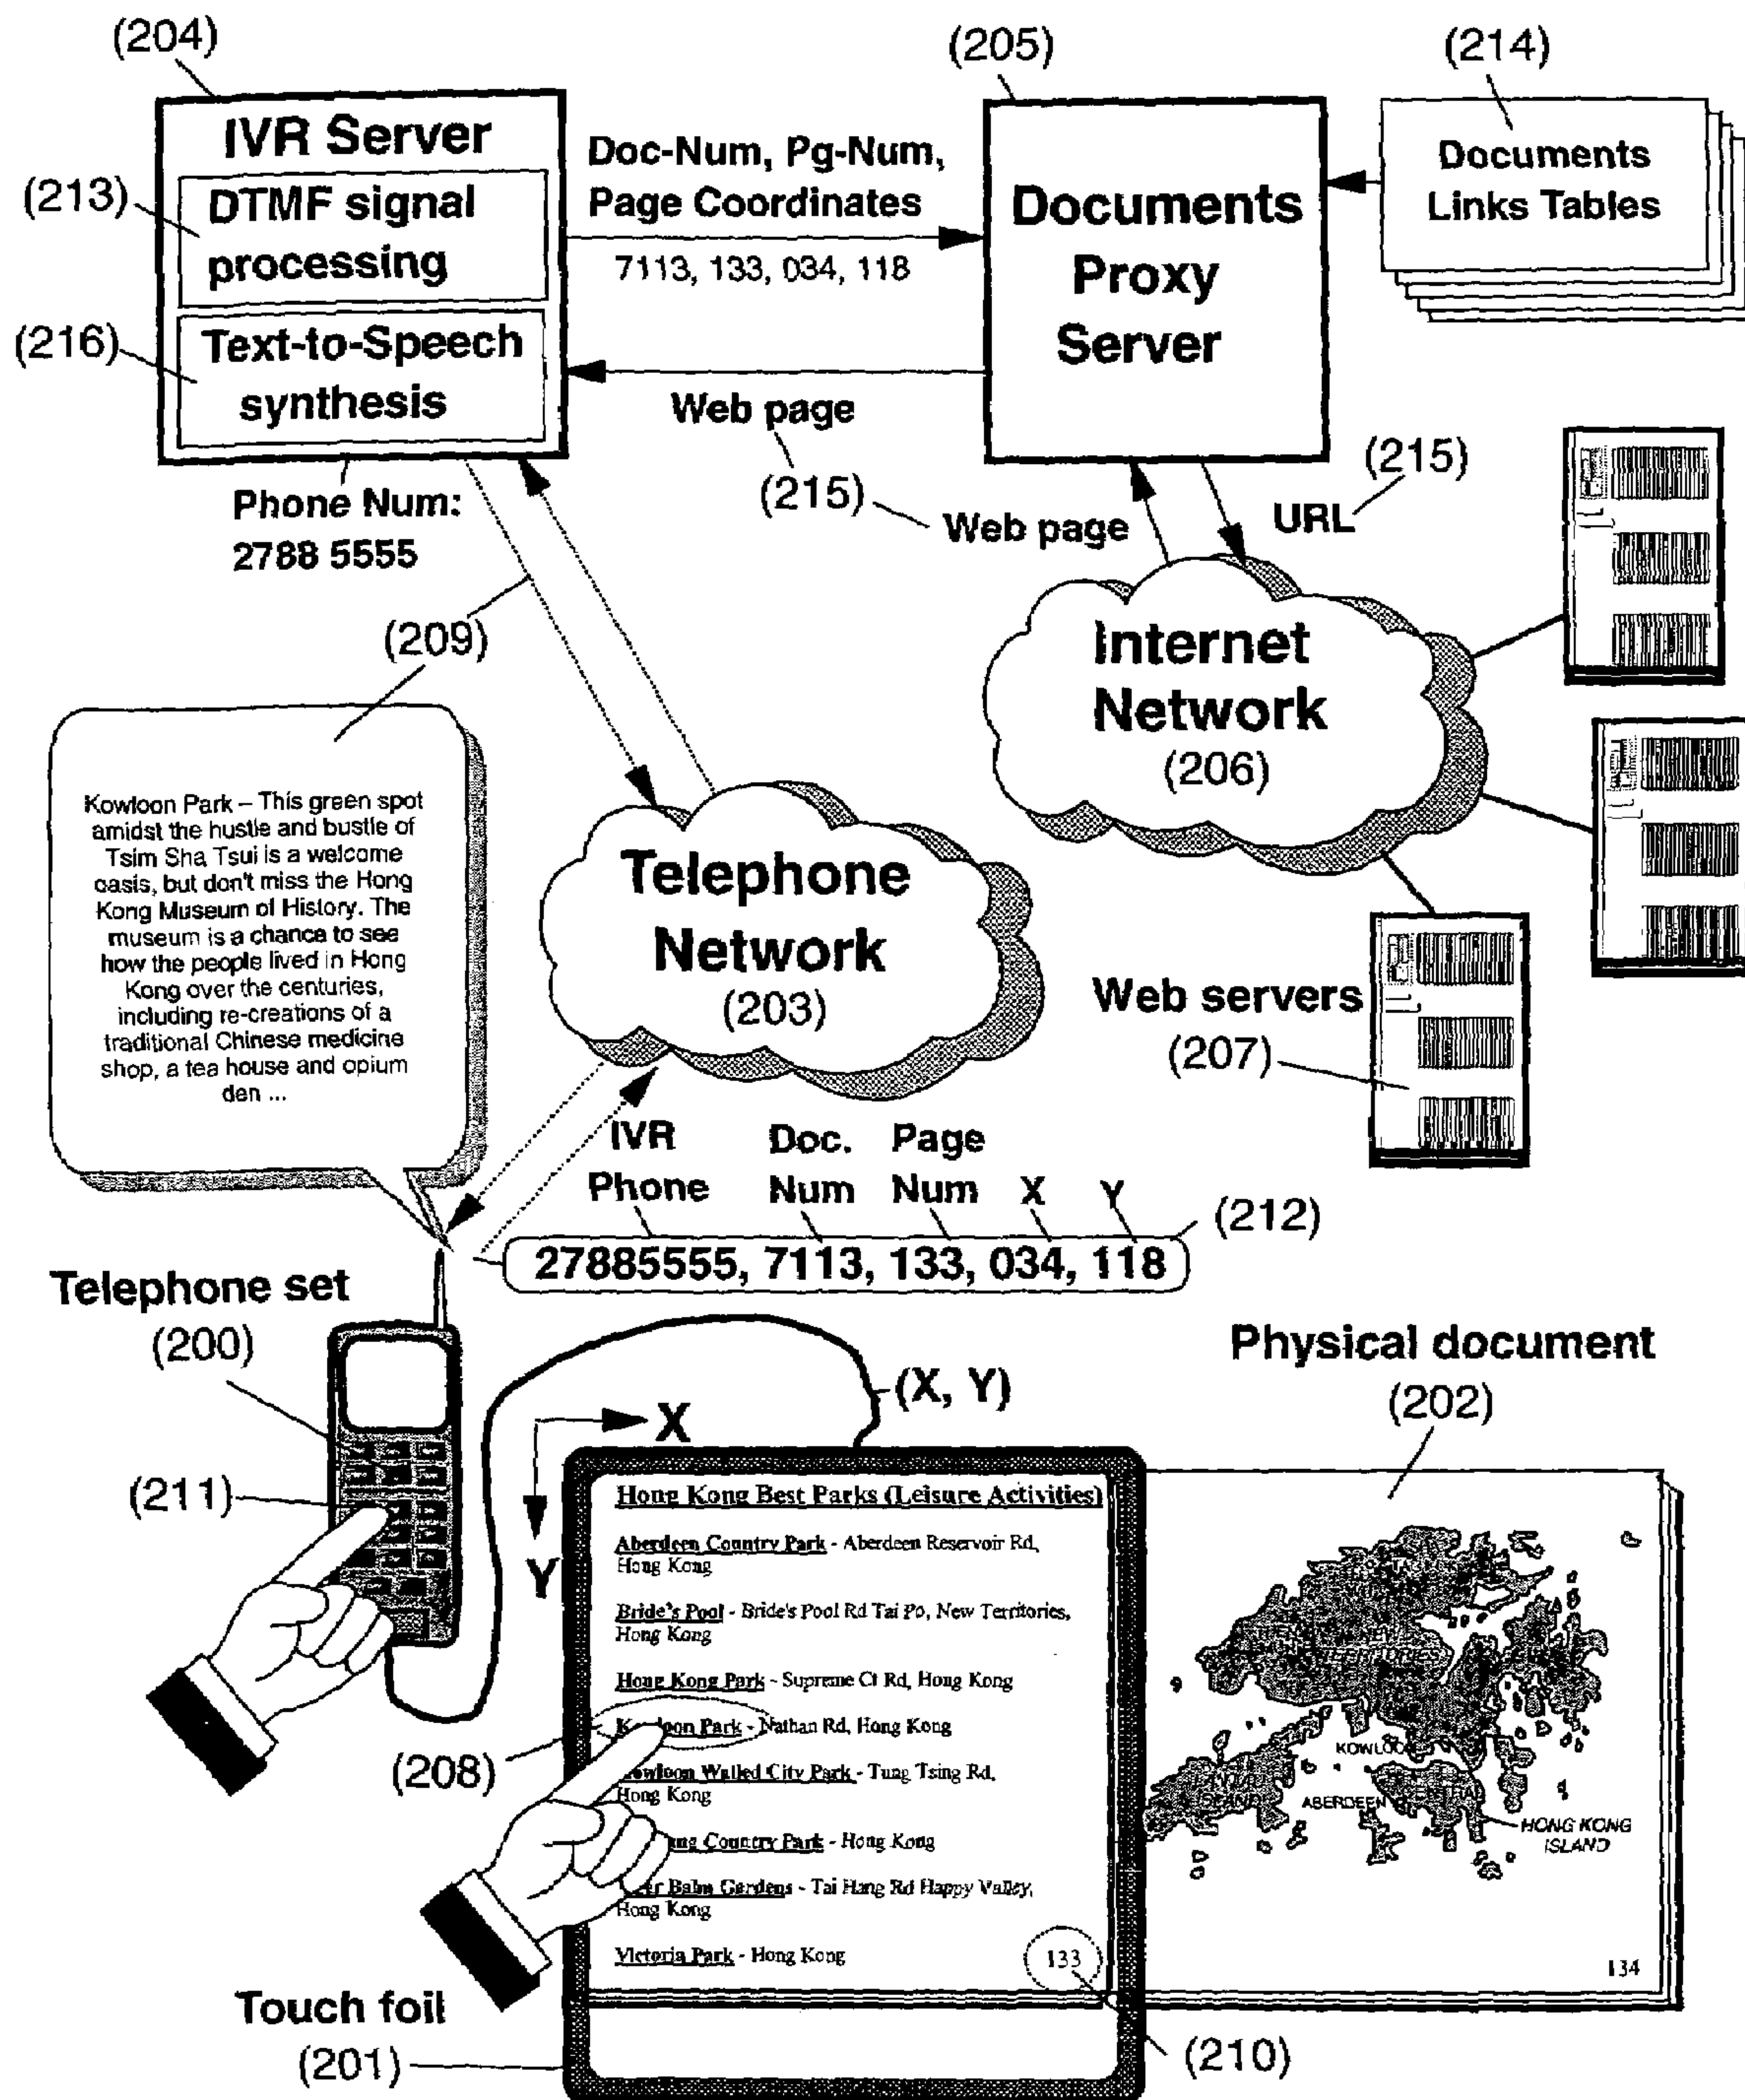 (204)
(205)
(214)
IVR Server
(213)
DTMF signal
processing
(216)
Text-to-Speech
synthesis
Doc-Num, Pg-Num,
Page Coordinates
7113, 133, 034, 118
Documents
Proxy
Server
Documents
Links Tables
Web page
(215)
Web page
URL
(215)
Phone Num:
2788 5555
(209)
Internet
Network
(206)
Kowloon Park – This green spot
amidst the hustle and bustle of
Tsim Sha Tsui is a welcome
oasis, but don't miss the Hong
Kong Museum of History. The
museum is a chance to see
how the people lived in Hong
Kong over the centuries,
including re-creations of a
traditional Chinese medicine
shop, a tea house and opium
den ...
Telephone
Network
(203)
Web servers
(207)
IVR
Phone
Doc.
Num
Page
Num
X
Y
(212)
27885555, 7113, 133, 034, 118
Telephone set
(200)
(211)
(X, Y)
X
Y
Physical document
(202)
Hong Kong Best Parks (Leisure Activities)
Aberdeen Country Park - Aberdeen Reservoir Rd,
Hong Kong
Bride's Pool - Bride's Pool Rd Tai Po, New Territories,
Hong Kong
Hong Kong Park - Supreme Ct Rd, Hong Kong
Kowloon Park - Nathan Rd, Hong Kong
(208)
Kowloon Walled City Park - Tung Tsing Rd,
Hong Kong
Country Park - Hong Kong
Balm Gardens - Tai Hang Rd Happy Valley,
Hong Kong
Victoria Park - Hong Kong
133
KOWLOON
ABERDEEN
HONG KONG
ISLAND
134
Touch foil
(201)
(210)